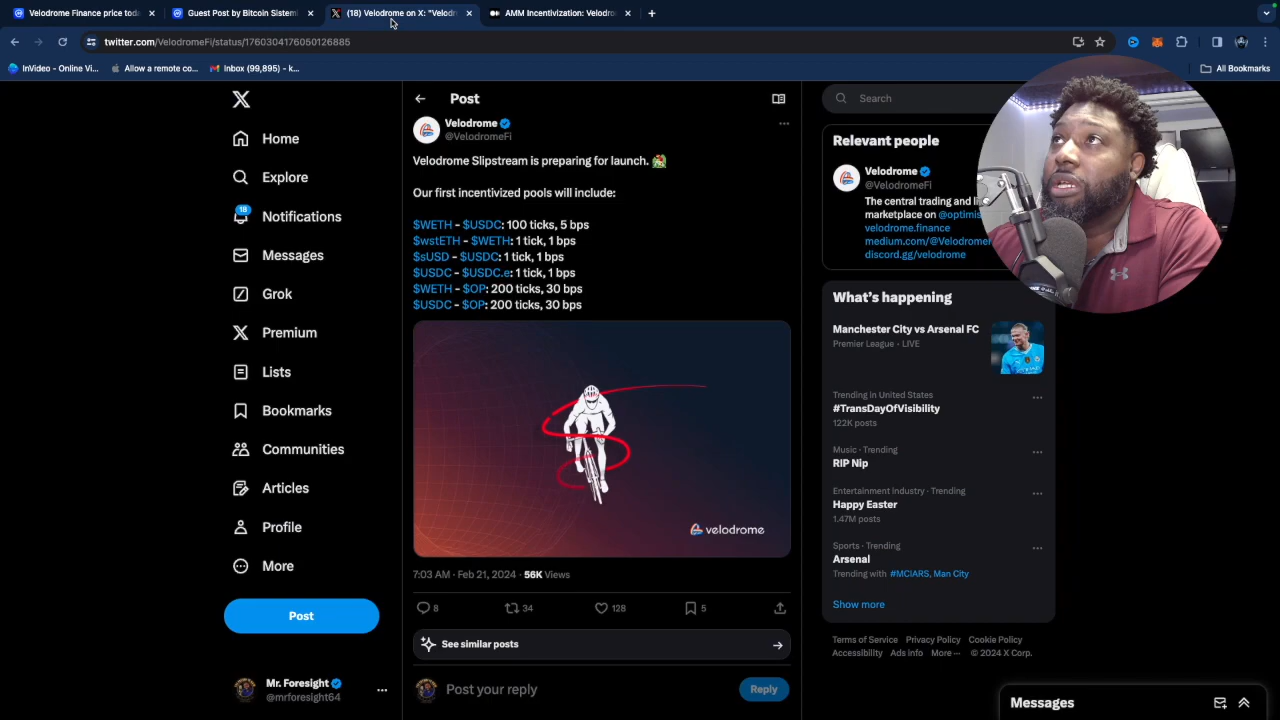 Velodrome Finance price toda
Guest Post by Bitcoin Sistemi
(18) Velodrome on X: "Velodr
AMM Incentivization: Velodro
twitter.com/VelodromeFi/status/1760304176050126885
InVideo - Online Vi...
Allow a remote co...
Inbox (99,895) - k...
All Bookmarks
Home
Explore
18
Notifications
Messages
Grok
Premium
Lists
Bookmarks
Communities
Articles
Profile
More
Post
Mr. Foresight
@mrforesight64
Post
Velodrome
@VelodromeFi
Velodrome Slipstream is preparing for launch.
Our first incentivized pools will include:
$WETH - $USDC: 100 ticks, 5 bps
$wstETH - $WETH: 1 tick, 1 bps
$sUSD - $USDC: 1 tick, 1 bps
$USDC - $USDC.e: 1 tick, 1 bps
$WETH - $OP: 200 ticks, 30 bps
$USDC - $OP: 200 ticks, 30 bps
velodrome
7:03 AM · Feb 21, 2024 · 56K Views
8 34 128 5
See similar posts
Post your reply
Reply
Search
Relevant people
Velodrome
@VelodromeFi
The central trading and
marketplace on @optimis
velodrome.finance
medium.com/@Velodrome
discord.gg/velodrome
What's happening
Manchester City vs Arsenal FC
Premier League · LIVE
Trending in United States
#TransDayOfVisibility
122K posts
Music · Trending
RIP Nip
Entertainment industry · Trending
Happy Easter
1.47M posts
Sports · Trending
Arsenal
Trending with #MCIARS, Man City
Show more
Terms of Service Privacy Policy Cookie Policy
Accessibility Ads info More ··· © 2024 X Corp.
Messages